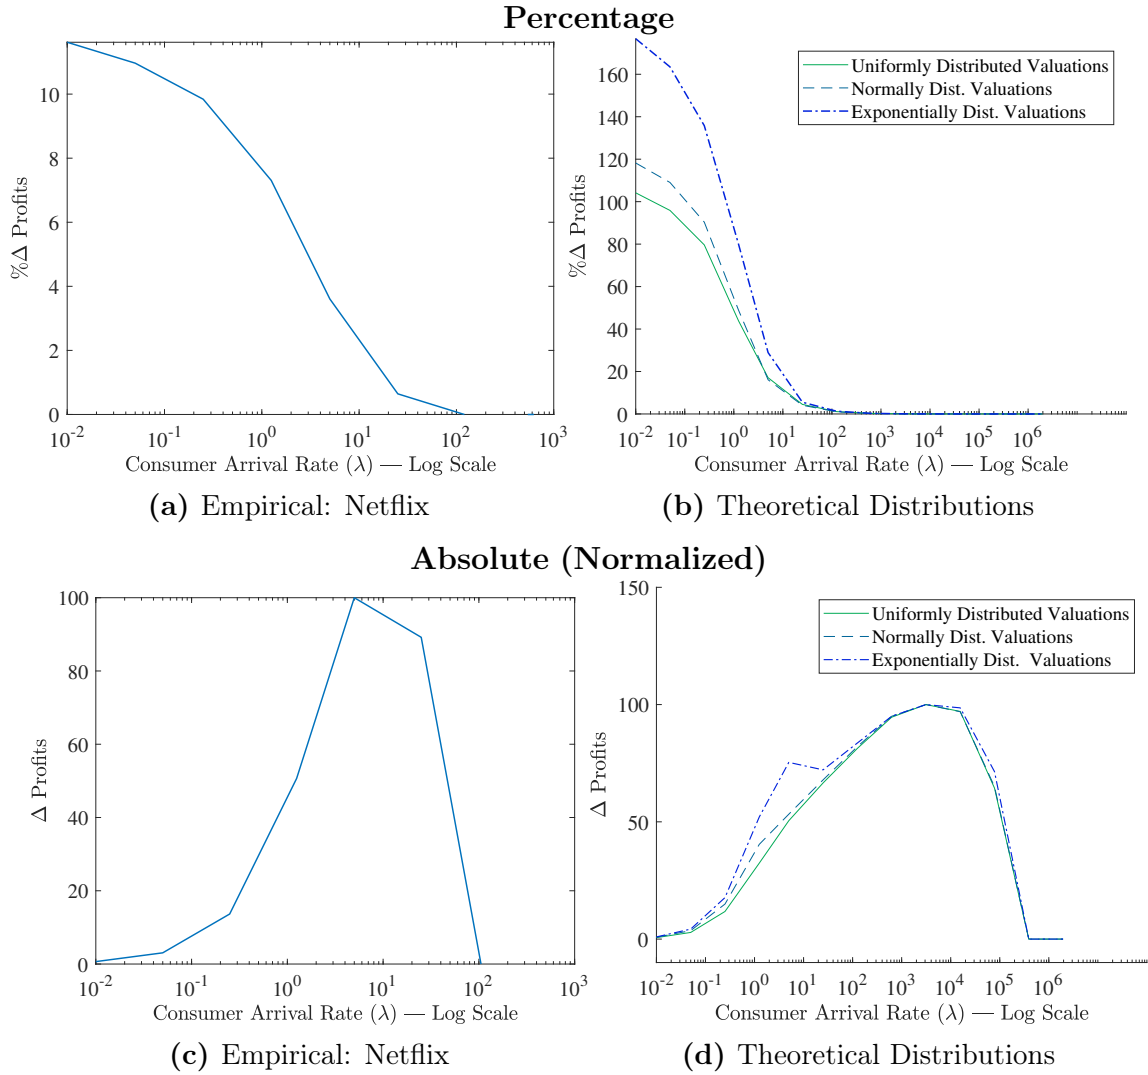 Percentage
10
8
6
4
2
0
%Δ Profits
10^-2 10^-1 10^0 10^1 10^2 10^3
Consumer Arrival Rate (λ) — Log Scale
(a) Empirical: Netflix
160
140
120
100
80
60
40
20
0
%Δ Profits
Uniformly Distributed Valuations
Normally Dist. Valuations
Exponentially Dist. Valuations
10^-2 10^-1 10^0 10^1 10^2 10^3 10^4 10^5 10^6
Consumer Arrival Rate (λ) — Log Scale
(b) Theoretical Distributions
Absolute (Normalized)
100
80
60
40
20
0
Δ Profits
10^-2 10^-1 10^0 10^1 10^2 10^3
Consumer Arrival Rate (λ) — Log Scale
(c) Empirical: Netflix
150
100
50
0
Δ Profits
Uniformly Distributed Valuations
Normally Dist. Valuations
Exponentially Dist. Valuations
10^-2 10^-1 10^0 10^1 10^2 10^3 10^4 10^5 10^6
Consumer Arrival Rate (λ) — Log Scale
(d) Theoretical Distributions